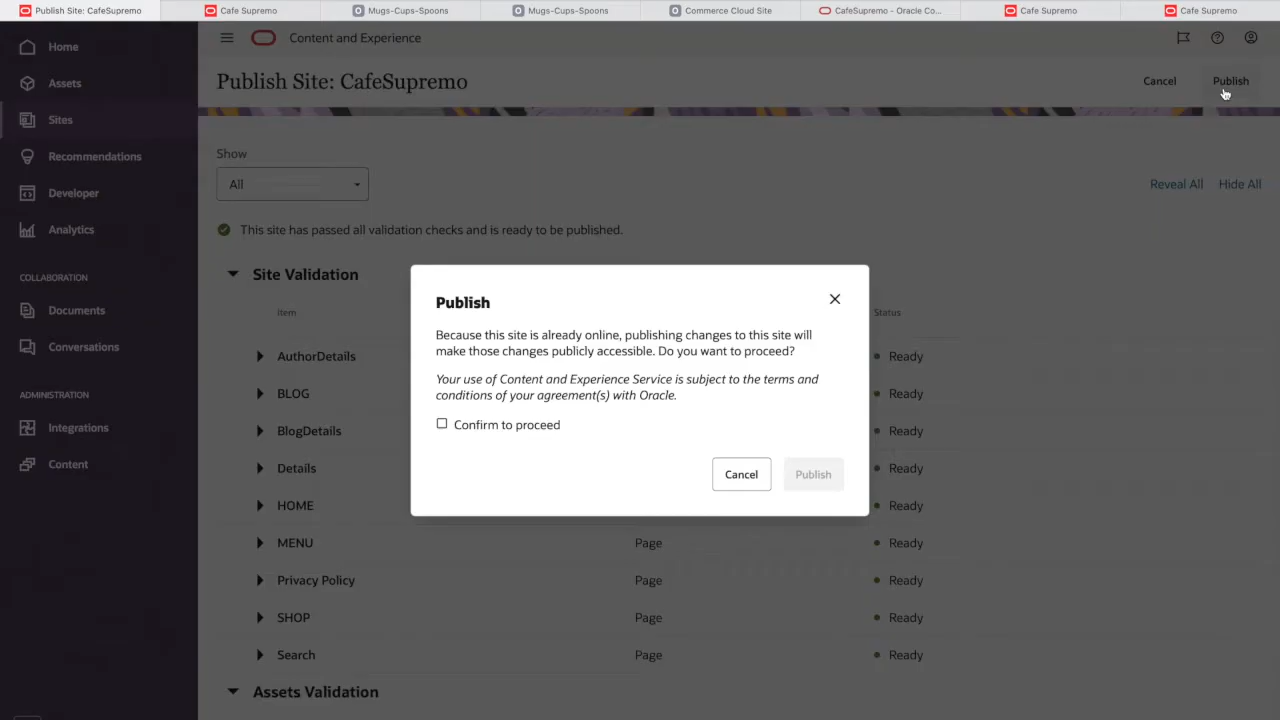 Publish Site: CafeSupremo
Cafe Supremo
Mugs-Cups-Spoons
Mugs-Cups-Spoons
Commerce Cloud Site
CafeSupremo - Oracle Co...
Cafe Supremo
Cafe Supremo
Home
Assets
Sites
Recommendations
Developer
Analytics
COLLABORATION
Documents
Conversations
ADMINISTRATION
Integrations
Content
Content and Experience
Publish Site: CafeSupremo
Cancel
Publish
Show
All
Reveal All
Hide All
This site has passed all validation checks and is ready to be published.
Site Validation
Item
Status
AuthorDetails
Ready
BLOG
Ready
BlogDetails
Ready
Details
Ready
HOME
Ready
MENU
Page
Ready
Privacy Policy
Page
Ready
SHOP
Page
Ready
Search
Page
Ready
Assets Validation
Publish
Because this site is already online, publishing changes to this site will
make those changes publicly accessible. Do you want to proceed?
Your use of Content and Experience Service is subject to the terms and
conditions of your agreement(s) with Oracle.
Confirm to proceed
Cancel
Publish